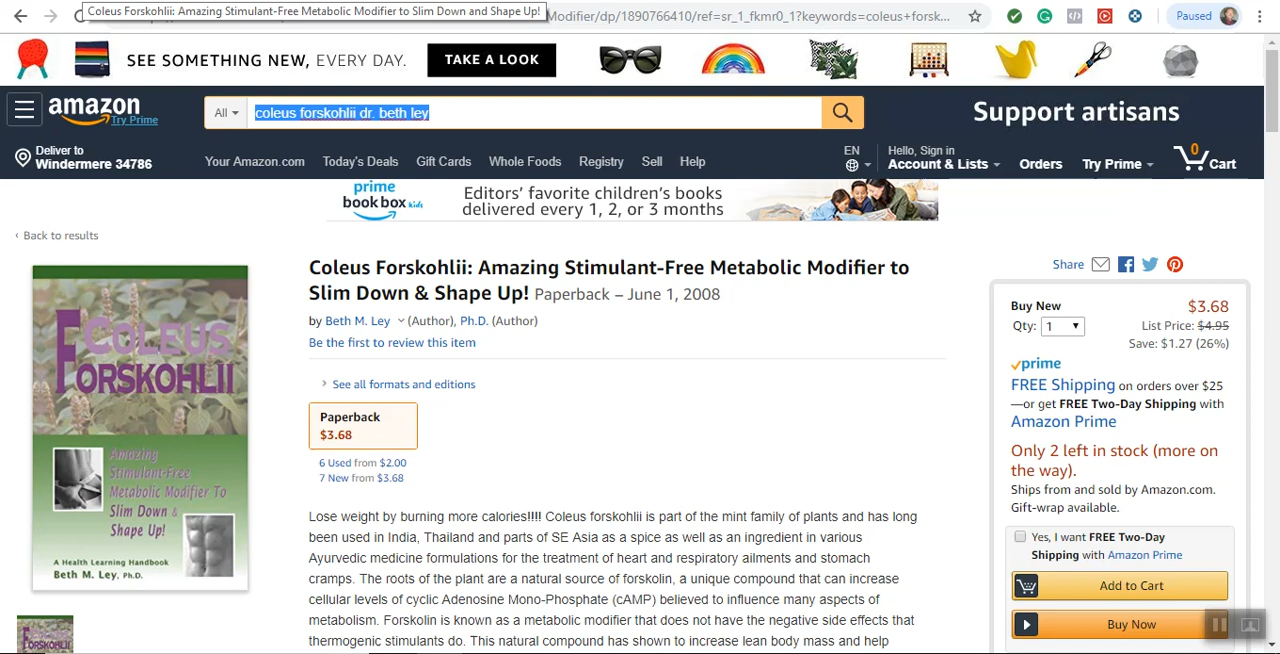 Coleus Forskohlii: Amazing Stimulant-Free Metabolic Modifier to Slim Down and Shape Up!
Modifier/dp/1890766410/ref=sr_1_fkmr0_1?keywords=coleus+forsk...
Paused
SEE SOMETHING NEW, EVERY DAY.
TAKE A LOOK
amazon
Try Prime
All
coleus forskohlii dr. beth ley
Support artisans
Deliver to
Windermere 34786
Your Amazon.com
Today's Deals
Gift Cards
Whole Foods
Registry
Sell
Help
EN
Hello, Sign in
Account & Lists
Orders
Try Prime
0
Cart
prime
book box kids
Editors' favorite children's books
delivered every 1, 2, or 3 months
‹ Back to results
COLEUS
FORSKOHLII
Amazing
Stimulant-Free
Metabolic Modifier To
Slim Down &
Shape Up!
A Health Learning Handbook
Beth M. Ley, Ph.D.
Coleus Forskohlii: Amazing Stimulant-Free Metabolic Modifier to
Slim Down & Shape Up! Paperback – June 1, 2008
by Beth M. Ley (Author), Ph.D. (Author)
Be the first to review this item
See all formats and editions
Paperback
$3.68
6 Used from $2.00
7 New from $3.68
Lose weight by burning more calories!!!! Coleus forskohlii is part of the mint family of plants and has long
been used in India, Thailand and parts of SE Asia as a spice as well as an ingredient in various
Ayurvedic medicine formulations for the treatment of heart and respiratory ailments and stomach
cramps. The roots of the plant are a natural source of forskolin, a unique compound that can increase
cellular levels of cyclic Adenosine Mono-Phosphate (cAMP) believed to influence many aspects of
metabolism. Forskolin is known as a metabolic modifier that does not have the negative side effects that
thermogenic stimulants do. This natural compound has shown to increase lean body mass and help
Share
Buy New
$3.68
Qty: 1
List Price: $4.95
Save: $1.27 (26%)
prime
FREE Shipping on orders over $25
—or get FREE Two-Day Shipping with
Amazon Prime
Only 2 left in stock (more on
the way).
Ships from and sold by Amazon.com.
Gift-wrap available.
Yes, I want FREE Two-Day
Shipping with Amazon Prime
Add to Cart
Buy Now
FORSKOHLII